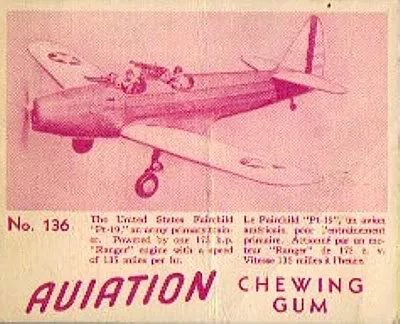 No. 136
The United States Fairchild
"Pt-19," an army primary train-
er. Powered by one 175 h.p.
"Ranger" engine with a speed
of 135 miles per hr.
Le Fairchild "Pt-19", un avion
américain, pour l'entraînement
primaire. Actionné par un mo-
teur "Ranger" de 175 c. v.
Vitesse 135 milles à l'heure.
AVIATION CHEWING
GUM